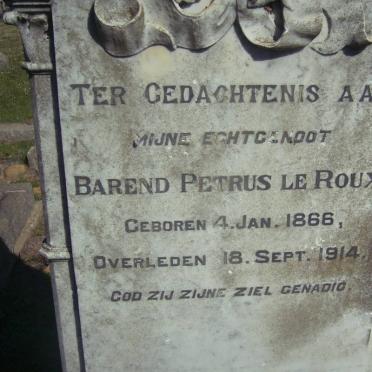 TER GEDACHTENIS AA
MIJNE ECHTGENOOT
BAREND PETRUS LE ROUX
GEBOREN 4. JAN. 1866,
OVERLEDEN 18. SEPT. 1914,
GOD ZIJ ZIJNE ZIEL GENADIG.